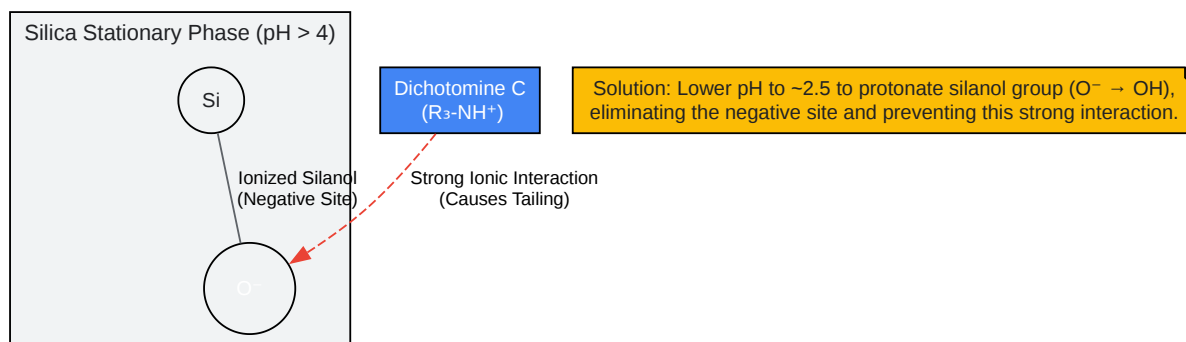 Silica Stationary Phase (pH > 4)
Si
Ionized Silanol
(Negative Site)
O⁻
Dichotomine C
(R₃-NH⁺)
Strong Ionic Interaction
(Causes Tailing)
Solution: Lower pH to ~2.5 to protonate silanol group (O⁻ → OH),
eliminating the negative site and preventing this strong interaction.